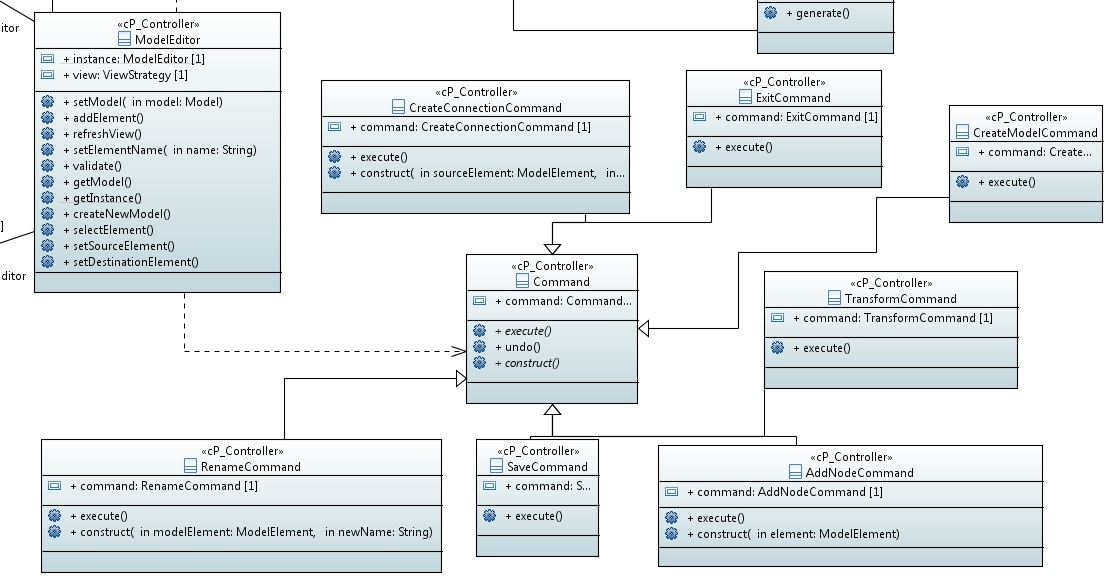 itor
]
ditor
«cP_Controller»
ModelEditor
+ instance: ModelEditor [1]
+ view: ViewStrategy [1]
+ setModel( in model: Model)
+ addElement()
+ refreshView()
+ setElementName( in name: String)
+ validate()
+ getModel()
+ getInstance()
+ createNewModel()
+ selectElement()
+ setSourceElement()
+ setDestinationElement()
+ generate()
«cP_Controller»
CreateConnectionCommand
+ command: CreateConnectionCommand [1]
+ execute()
+ construct( in sourceElement: ModelElement, in...
«cP_Controller»
ExitCommand
+ command: ExitCommand [1]
+ execute()
«cP_Controller»
CreateModelCommand
+ command: Create...
+ execute()
«cP_Controller»
Command
+ command: Command...
+ execute()
+ undo()
+ construct()
«cP_Controller»
TransformCommand
+ command: TransformCommand [1]
+ execute()
«cP_Controller»
RenameCommand
+ command: RenameCommand [1]
+ execute()
+ construct( in modelElement: ModelElement, in newName: String)
«cP_Controller»
SaveCommand
+ command: S...
+ execute()
«cP_Controller»
AddNodeCommand
+ command: AddNodeCommand [1]
+ execute()
+ construct( in element: ModelElement)